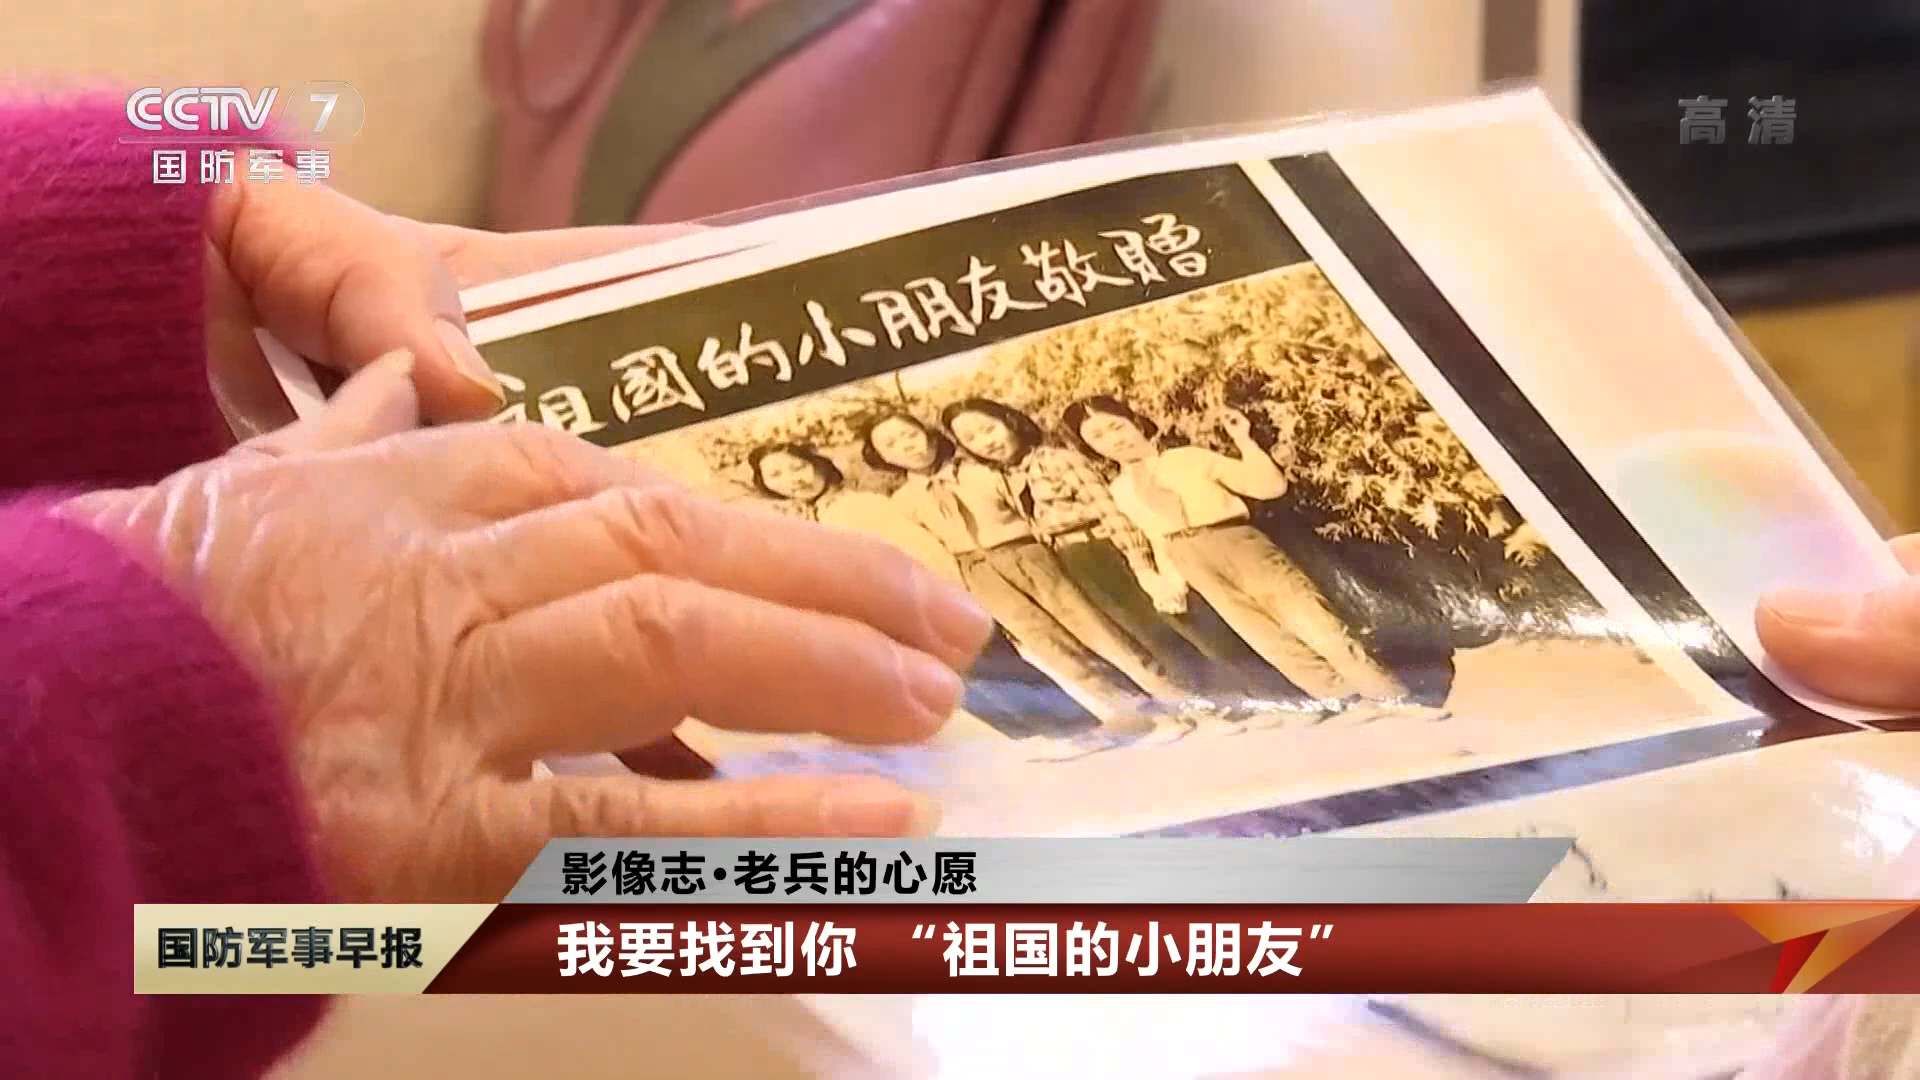 CCTV 7
国防军事
高清
祖國的小朋友敬贈
影像志·老兵的心愿
国防军事早报
我要找到你 “祖国的小朋友”